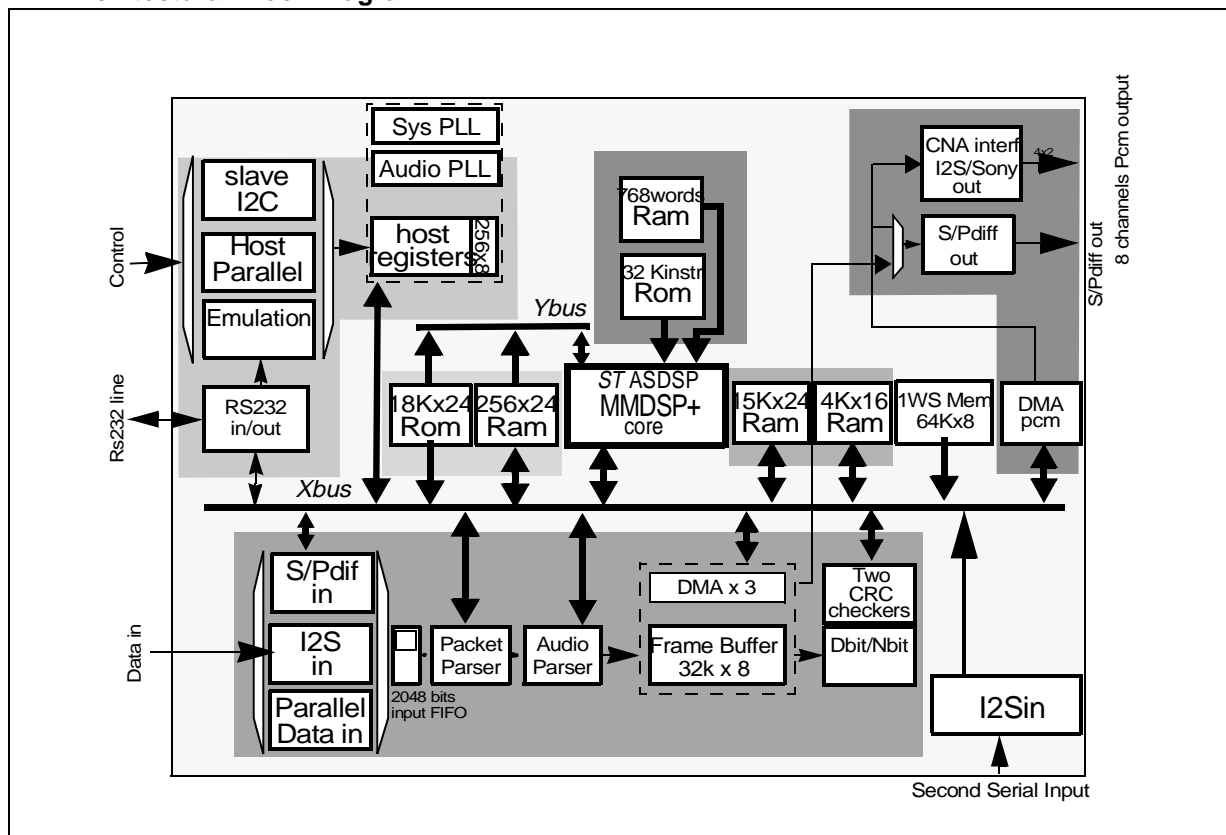 Sys PLL
Audio PLL
slave
I2C
Host
Parallel
Emulation
host
registers
256x8
Control
Rs232 line
RS232
in/out
768words
Ram
32 Kinstr
Rom
CNA interf
I2S/Sony
out
4x2
S/Pdiff
out
8 channels Pcm output
S/Pdiff out
Ybus
18Kx24
Rom
256x24
Ram
ST ASDSP
MMDSP+
core
15Kx24
Ram
4Kx16
Ram
1WS Mem
64Kx8
DMA
pcm
Xbus
Data in
S/Pdif
in
I2S
in
Parallel
Data in
2048 bits
input FIFO
Packet
Parser
Audio
Parser
DMA x 3
Frame Buffer
32k x 8
Two
CRC
checkers
Dbit/Nbit
I2Sin
Second Serial Input